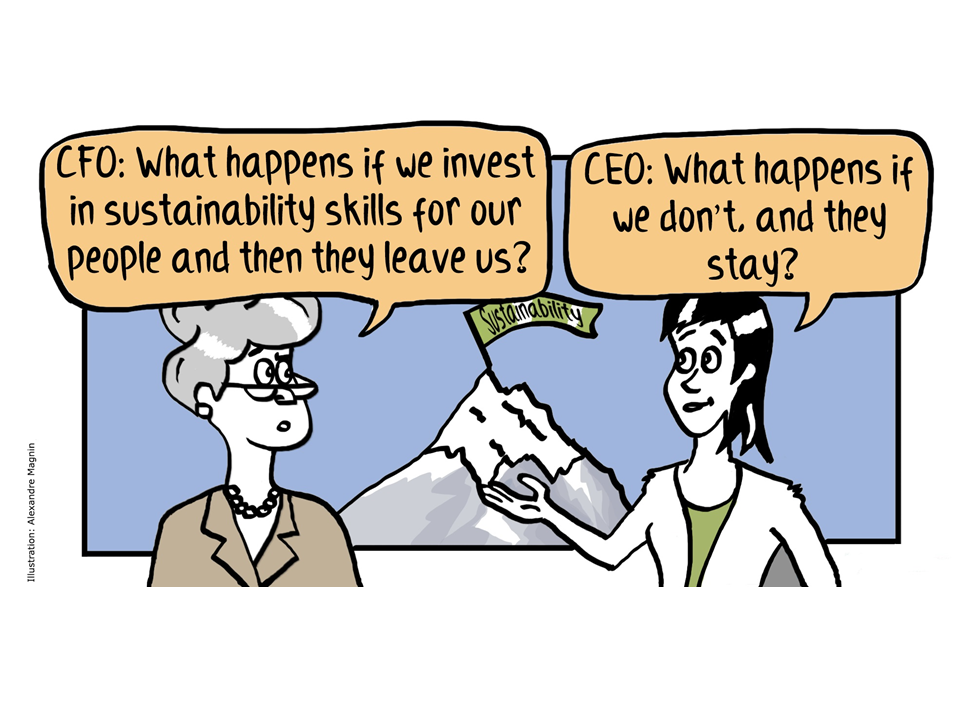 CFO: What happens if we invest
in sustainability skills for our
people and then they leave us?
CEO: What happens if
we don't, and they
stay?
Sustainability
Illustration: Alexandre Magnin